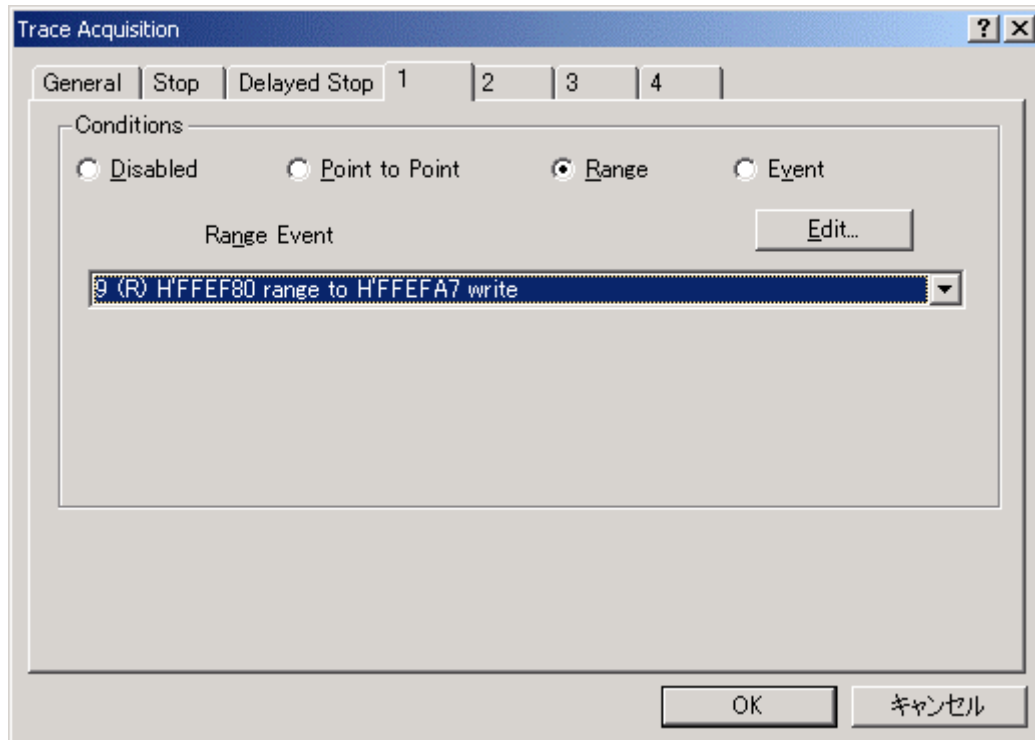 Trace Acquisition
General Stop Delayed Stop 1 2 3 4
Conditions
Disabled Point to Point Range Event
Range Event Edit...
9 (R) H'FFEF80 range to H'FFEFA7 write
OK キャンセル